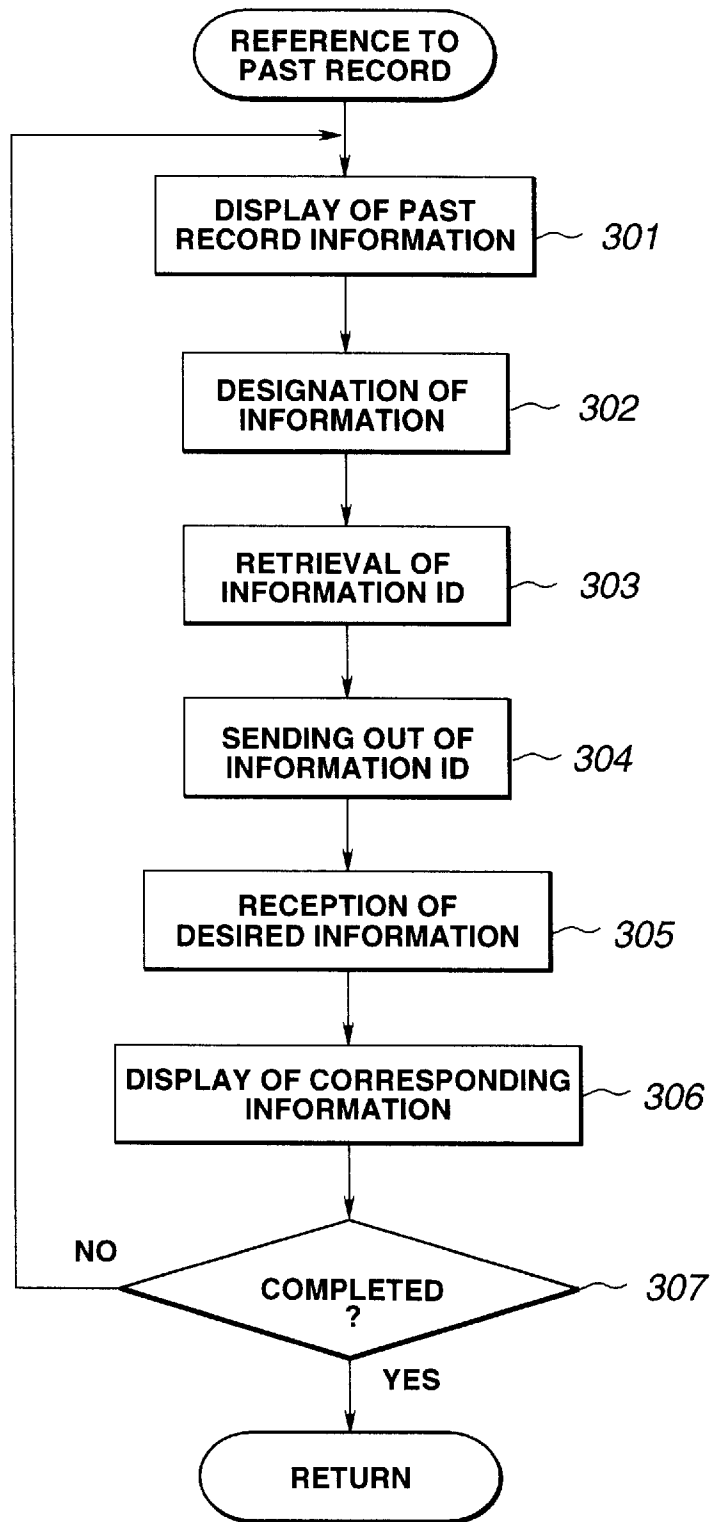 REFERENCE TO
PAST RECORD
DISPLAY OF PAST
RECORD INFORMATION
301
DESIGNATION OF
INFORMATION
302
RETRIEVAL OF
INFORMATION ID
303
SENDING OUT OF
INFORMATION ID
304
RECEPTION OF
DESIRED INFORMATION
305
DISPLAY OF CORRESPONDING
INFORMATION
306
NO
COMPLETED
?
307
YES
RETURN